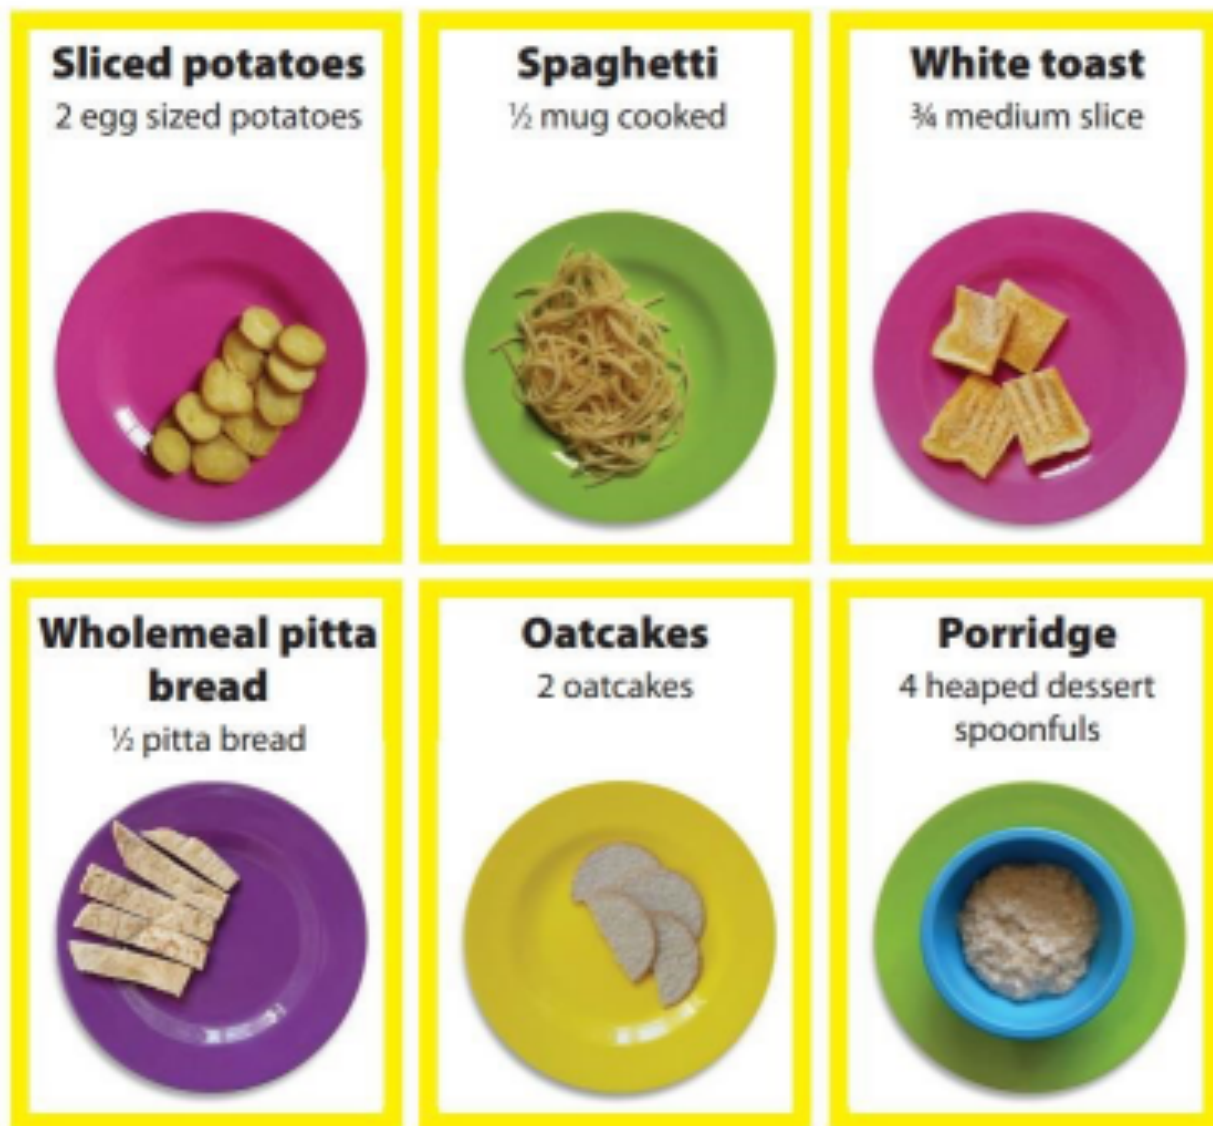 Sliced potatoes
2 egg sized potatoes
Spaghetti
½ mug cooked
White toast
¾ medium slice
Wholemeal pitta
bread
½ pitta bread
Oatcakes
2 oatcakes
Porridge
4 heaped dessert
spoonfuls